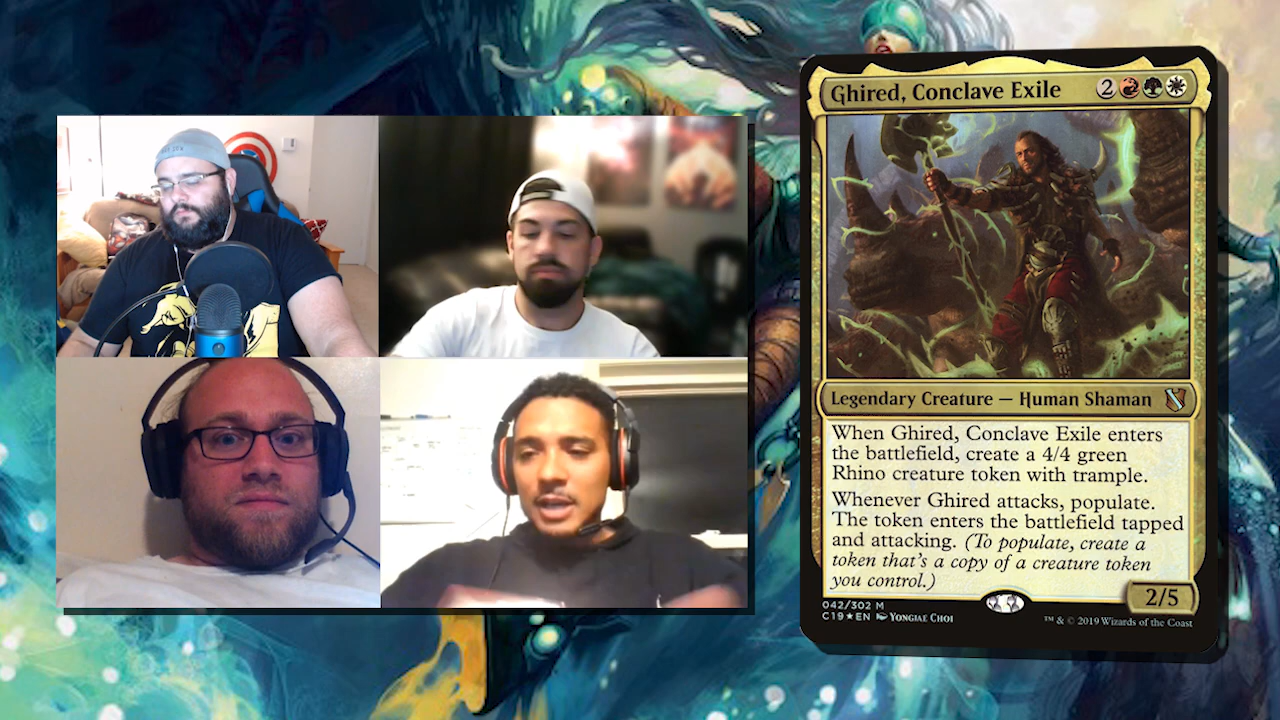 Ghired, Conclave Exile 2
Legendary Creature — Human Shaman
When Ghired, Conclave Exile enters
the battlefield, create a 4/4 green
Rhino creature token with trample.
Whenever Ghired attacks, populate.
The token enters the battlefield tapped
and attacking. (To populate, create a
token that's a copy of a creature token
you control.)
2/5
042/302 M
C19★EN Yongjae Choi
™ & © 2019 Wizards of the Coast